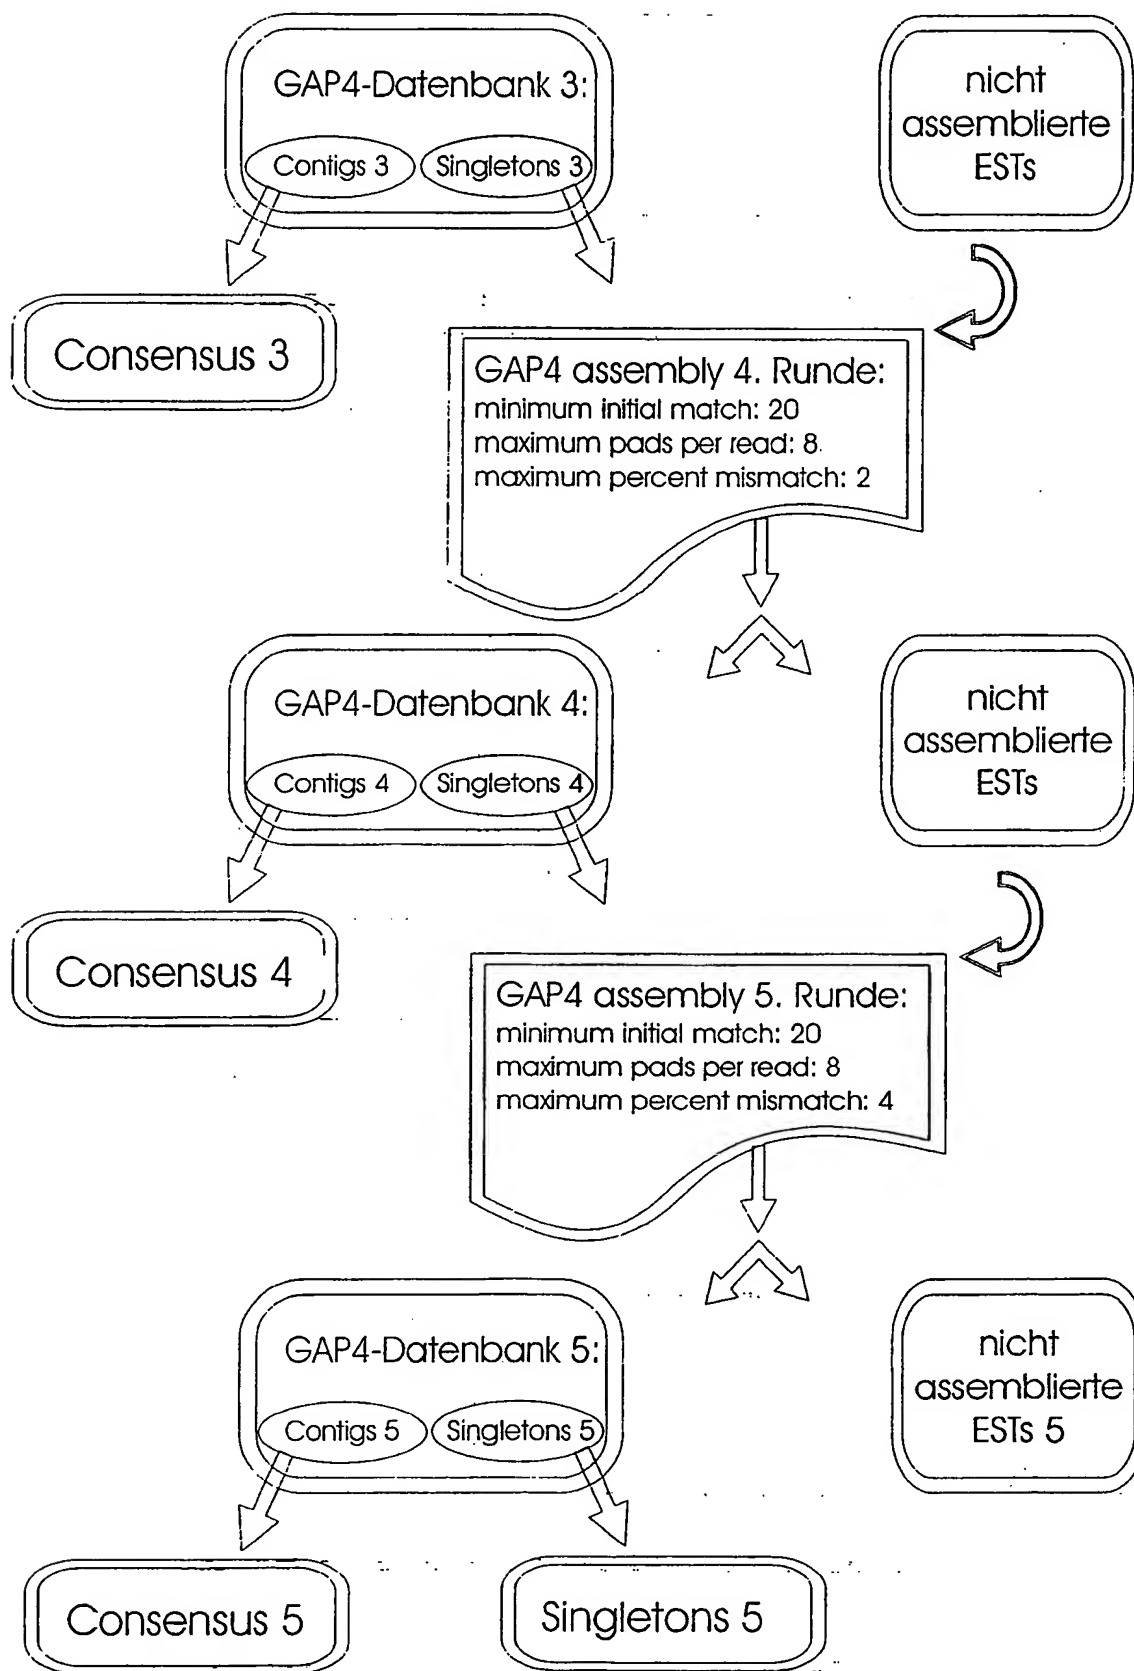 GAP4-Datenbank 3:
Contigs 3
Singletons 3
nicht
assemblierte
ESTs
Consensus 3
GAP4 assembly 4. Runde:
minimum initial match: 20
maximum pads per read: 8
maximum percent mismatch: 2
GAP4-Datenbank 4:
Contigs 4
Singletons 4
nicht
assemblierte
ESTs
Consensus 4
GAP4 assembly 5. Runde:
minimum initial match: 20
maximum pads per read: 8
maximum percent mismatch: 4
GAP4-Datenbank 5:
Contigs 5
Singletons 5
nicht
assemblierte
ESTs 5
Consensus 5
Singletons 5